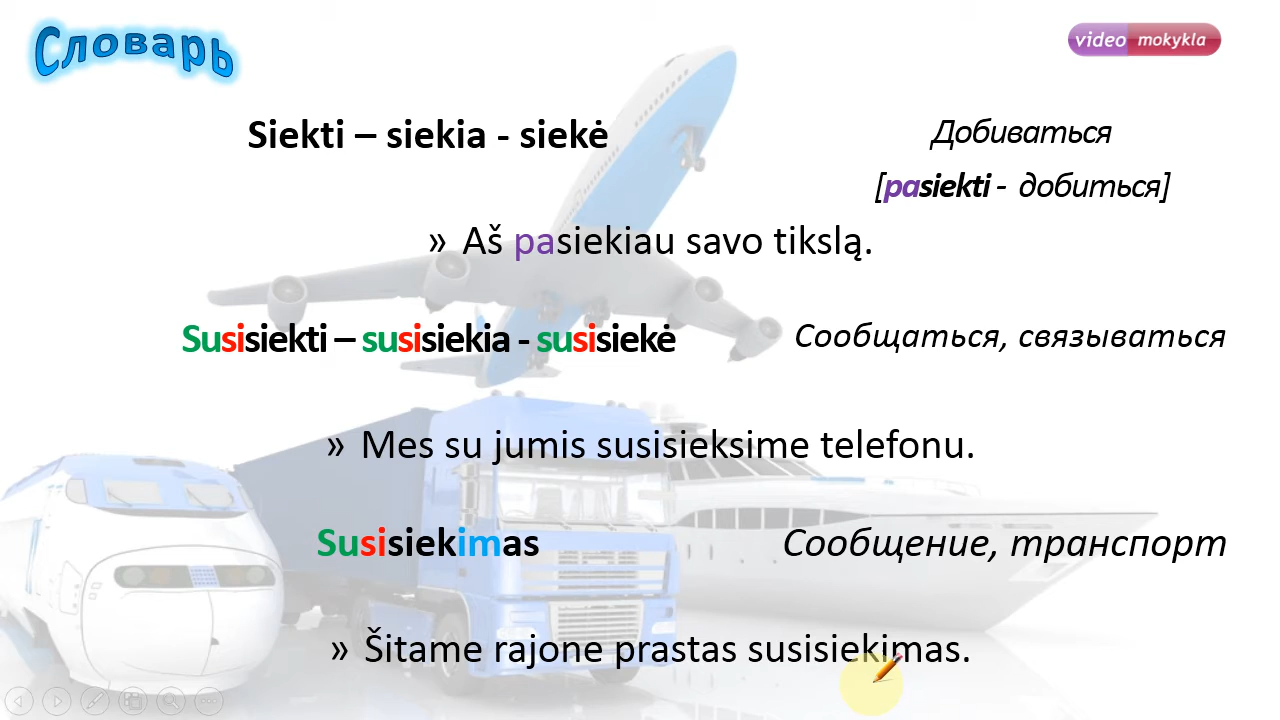 Словарь
video mokykla
Siekti – siekia - siekė
Добиваться
[pasiekti - добиться]
» Aš pasiekiau savo tikslą.
Susisiekti – susisiekia - susisiekė
Сообщаться, связываться
» Mes su jumis susisieksime telefonu.
Susisiekimas
Сообщение, транспорт
» Šitame rajone prastas susisiekimas.